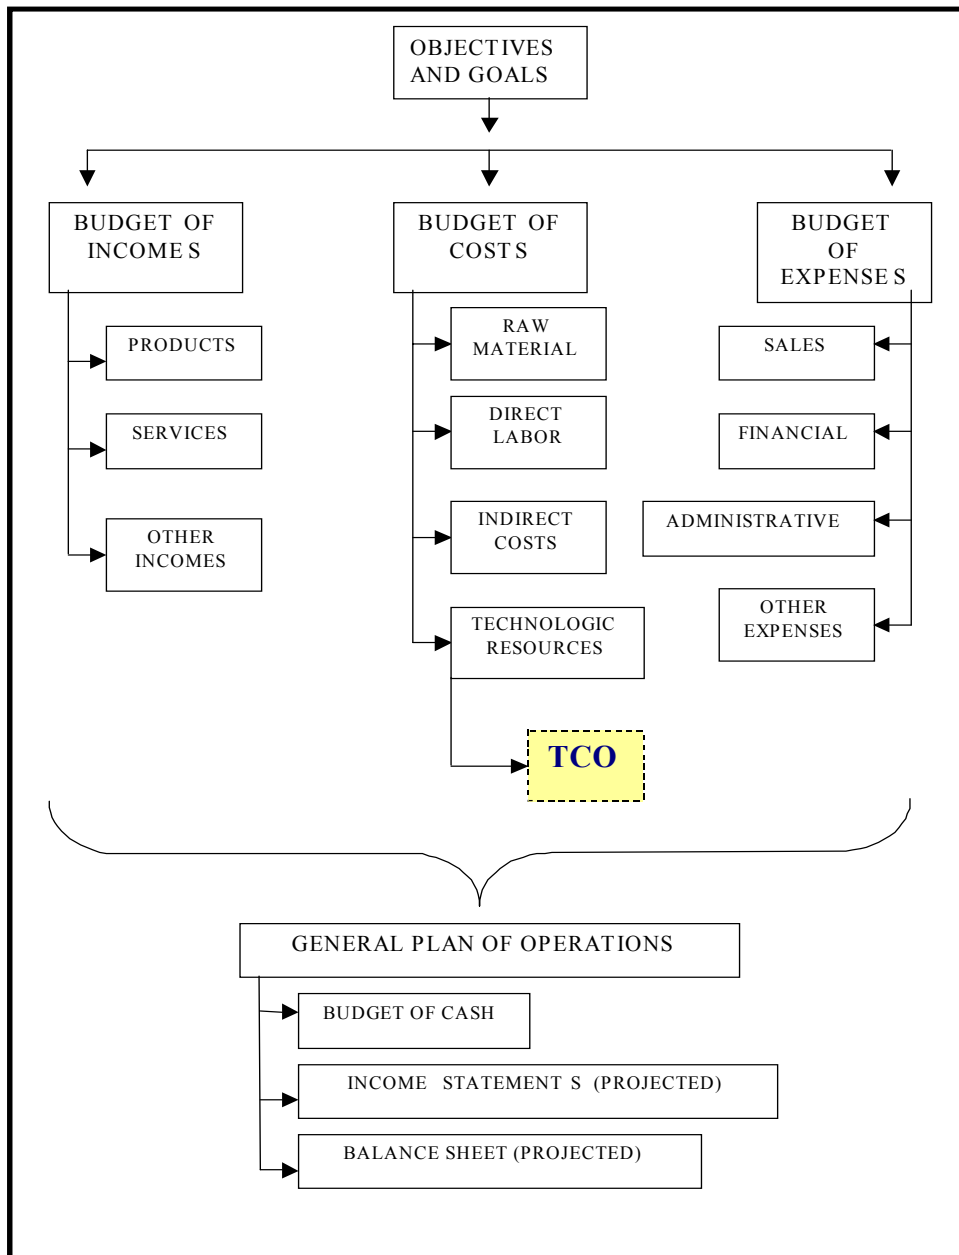 OBJECTIVES
AND GOALS
BUDGET OF
INCOMES
BUDGET OF
COSTS
BUDGET
OF
EXPENSES
PRODUCTS
SERVICES
OTHER
INCOMES
RAW
MATERIAL
DIRECT
LABOR
INDIRECT
COSTS
TECHNOLOGIC
RESOURCES
TCO
SALES
FINANCIAL
ADMINISTRATIVE
OTHER
EXPENSES
GENERAL PLAN OF OPERATIONS
BUDGET OF CASH
INCOME STATEMENTS (PROJECTED)
BALANCE SHEET (PROJECTED)